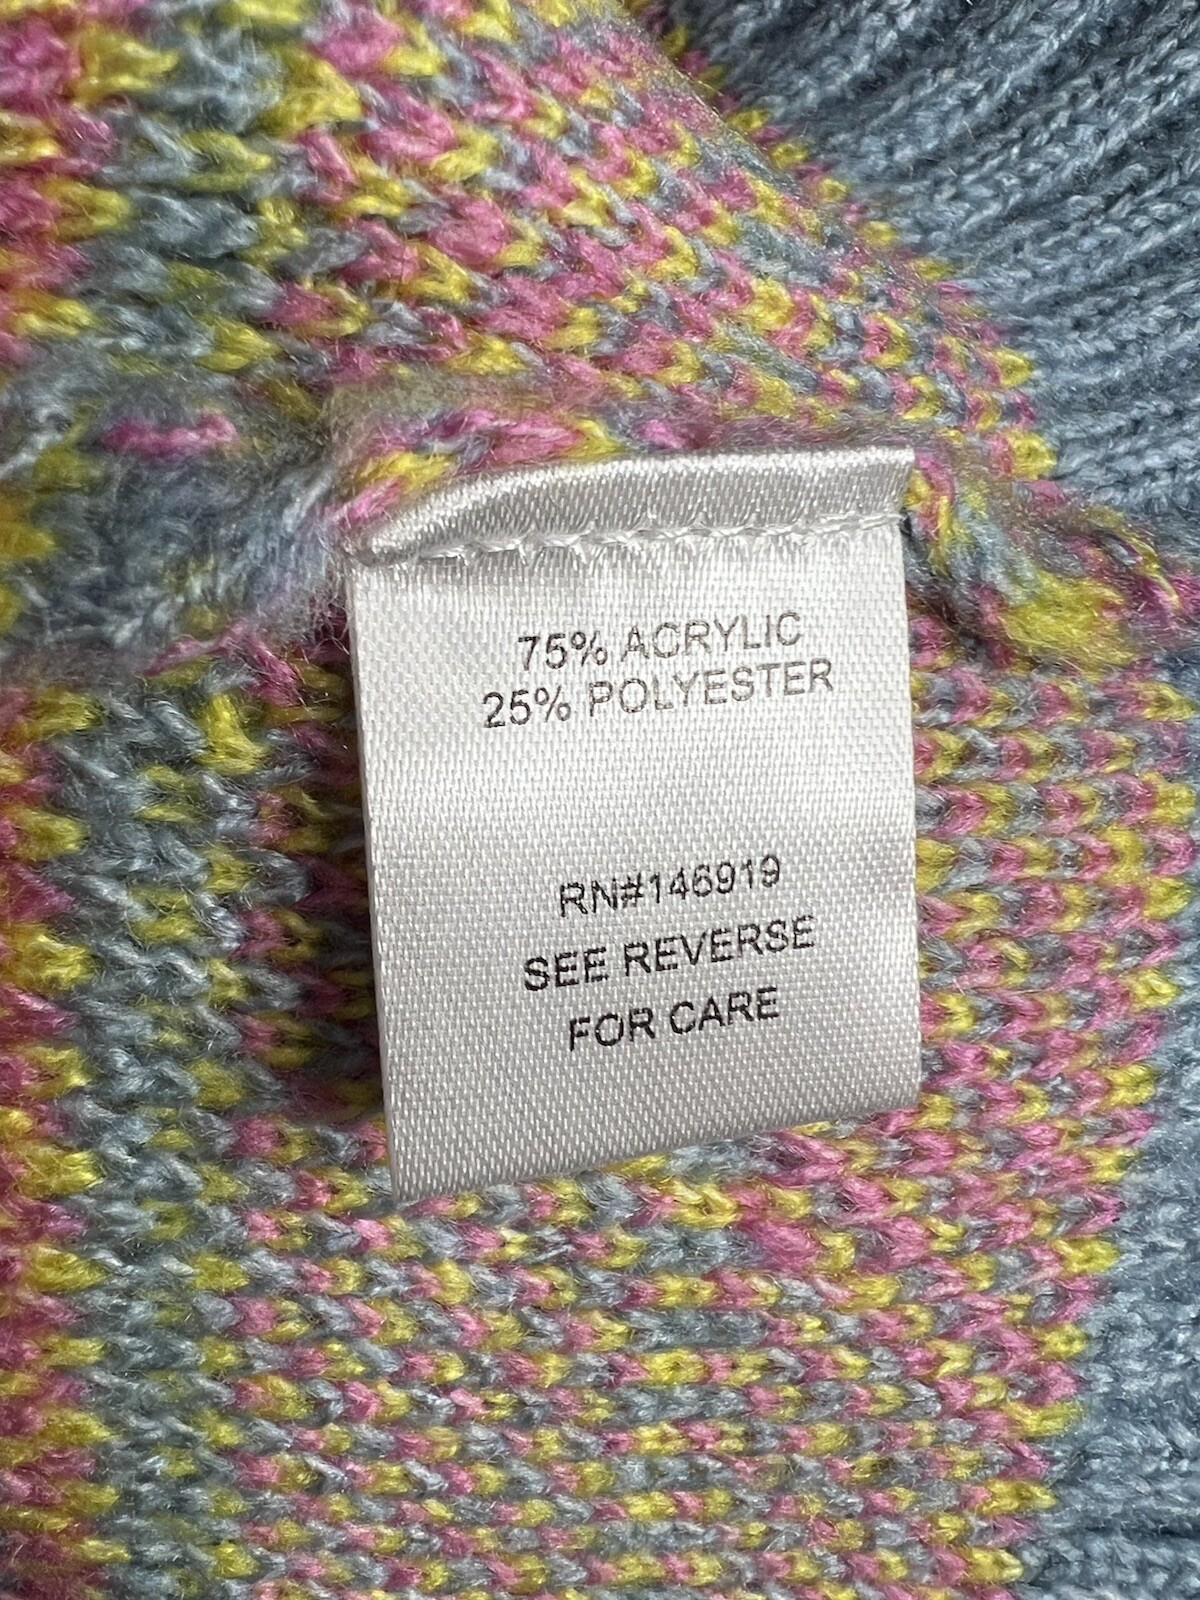 75% ACRYLIC
25% POLYESTER
RN#146919
SEE REVERSE
FOR CARE